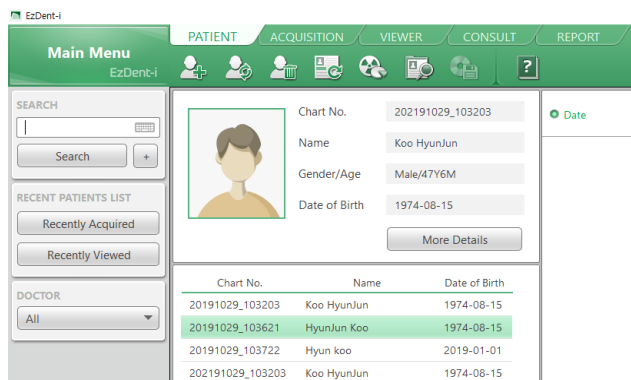 EzDent-i
Main Menu
EzDent-i
PATIENT ACQUISITION VIEWER CONSULT REPORT
?
SEARCH
Search +
RECENT PATIENTS LIST
Recently Acquired
Recently Viewed
DOCTOR
All
Chart No. 202191029_103203
Name Koo HyunJun
Gender/Age Male/47Y6M
Date of Birth 1974-08-15
More Details
Date
Chart No. Name Date of Birth
20191029_103203 Koo HyunJun 1974-08-15
20191029_103621 HyunJun Koo 1974-08-15
20191029_103722 Hyun koo 2019-01-01
202191029_103203 Koo HyunJun 1974-08-15